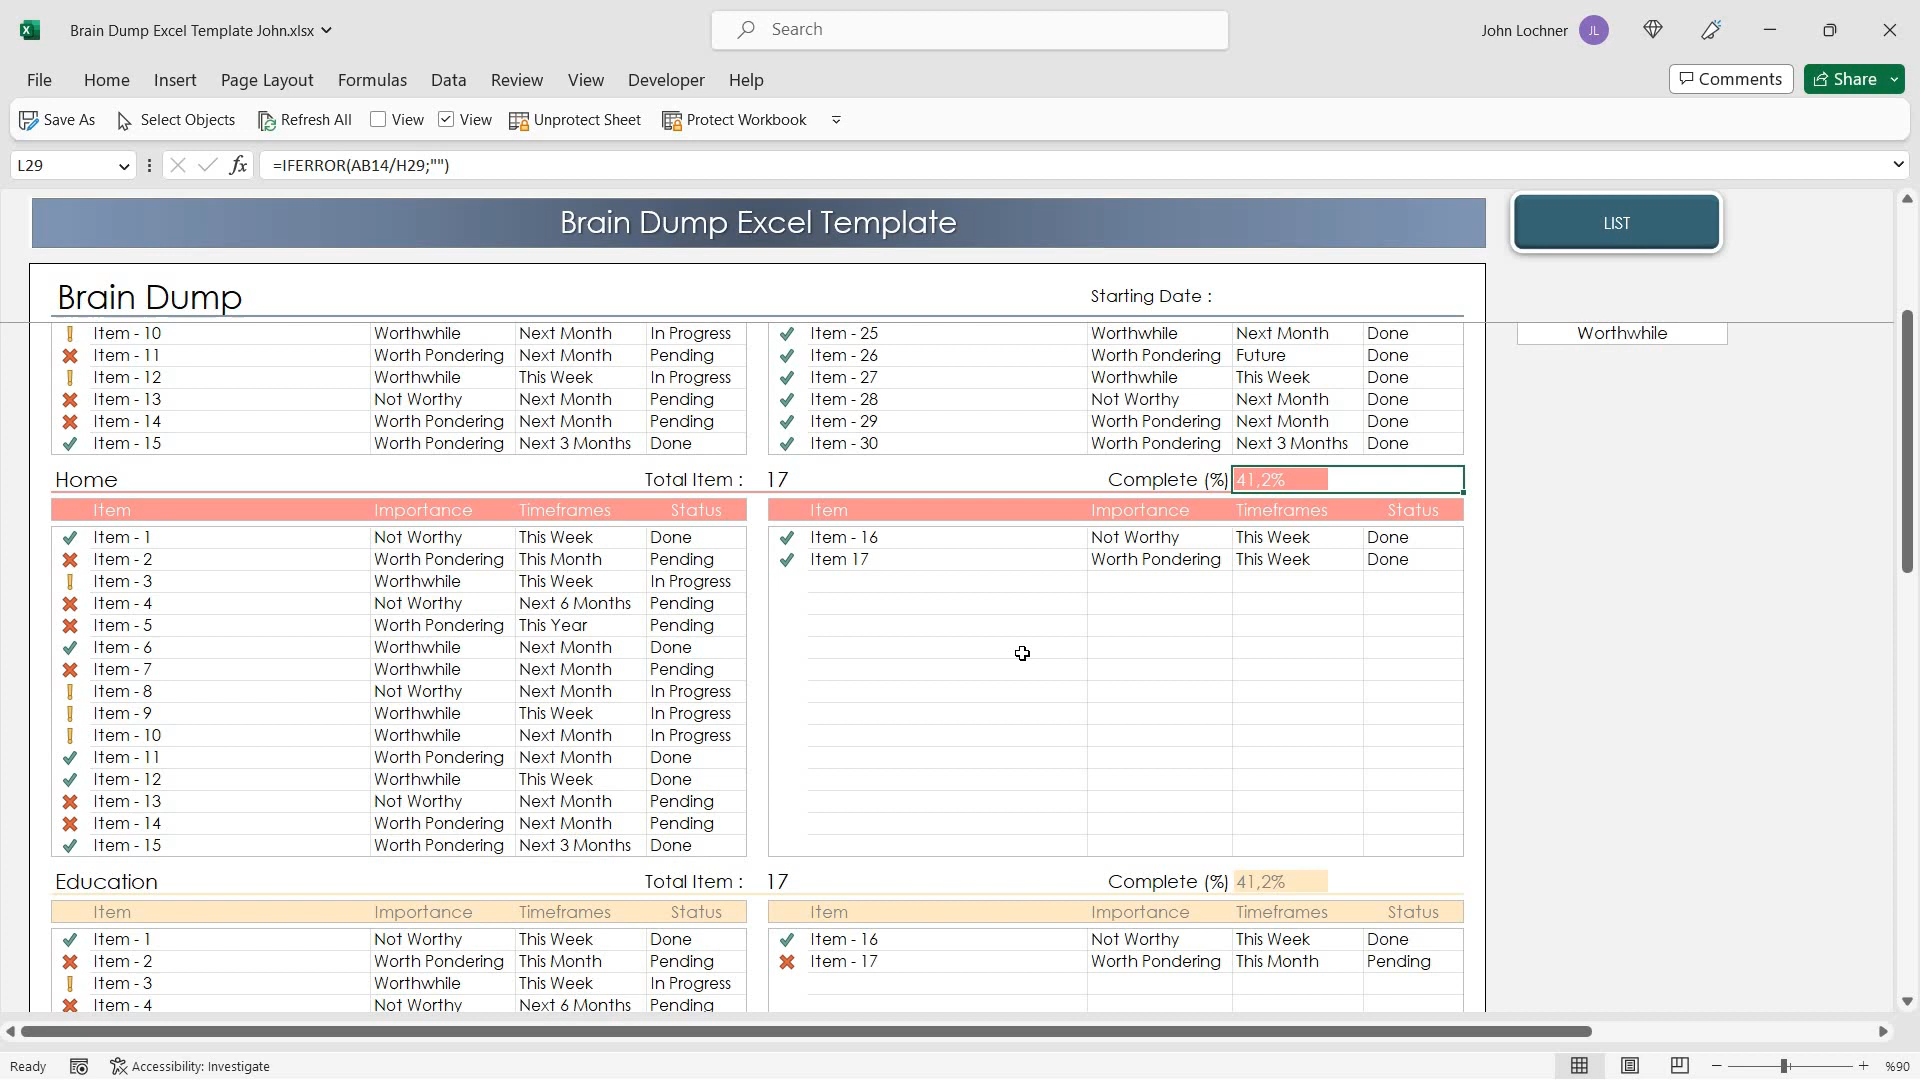 Brain Dump Excel Template John.xlsx
Search
John Lochner JL
File Home Insert Page Layout Formulas Data Review View Developer Help
Comments Share
Save As Select Objects Refresh All View View Unprotect Sheet Protect Workbook
L29 fx =IFERROR(AB14/H29;"")
Brain Dump Excel Template
LIST
Brain Dump Starting Date :
Item - 10 Worthwhile Next Month In Progress Item - 25 Worthwhile Next Month Done Worthwhile
Item - 11 Worth Pondering Next Month Pending Item - 26 Worth Pondering Future Done
Item - 12 Worthwhile This Week In Progress Item - 27 Worthwhile This Week Done
Item - 13 Not Worthy Next Month Pending Item - 28 Not Worthy Next Month Done
Item - 14 Worth Pondering Next Month Pending Item - 29 Worth Pondering Next Month Done
Item - 15 Worth Pondering Next 3 Months Done Item - 30 Worth Pondering Next 3 Months Done
Home Total Item : 17 Complete (%) 41,2%
Item Importance Timeframes Status Item Importance Timeframes Status
Item - 1 Not Worthy This Week Done Item - 16 Not Worthy This Week Done
Item - 2 Worth Pondering This Month Pending Item 17 Worth Pondering This Week Done
Item - 3 Worthwhile This Week In Progress
Item - 4 Not Worthy Next 6 Months Pending
Item - 5 Worth Pondering This Year Pending
Item - 6 Worthwhile Next Month Done
Item - 7 Worthwhile Next Month Pending
Item - 8 Not Worthy Next Month In Progress
Item - 9 Worthwhile This Week In Progress
Item - 10 Worthwhile Next Month In Progress
Item - 11 Worth Pondering Next Month Done
Item - 12 Worthwhile This Week Done
Item - 13 Not Worthy Next Month Pending
Item - 14 Worth Pondering Next Month Pending
Item - 15 Worth Pondering Next 3 Months Done
Education Total Item : 17 Complete (%) 41,2%
Item Importance Timeframes Status Item Importance Timeframes Status
Item - 1 Not Worthy This Week Done Item - 16 Not Worthy This Week Done
Item - 2 Worth Pondering This Month Pending Item - 17 Worth Pondering This Month Pending
Item - 3 Worthwhile This Week In Progress
Item - 4 Not Worthy Next 6 Months Pending
Ready Accessibility: Investigate %90